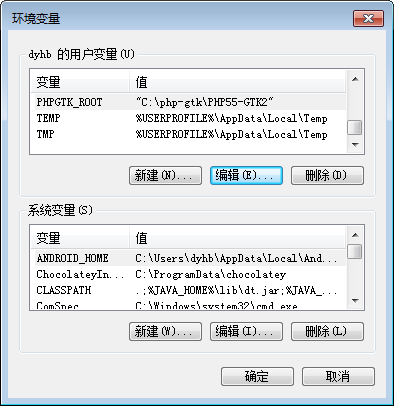 环境变量
dyhb 的用户变量(U)
变量 值
PHPGTK_ROOT "C:\php-gtk\PHP55-GTK2"
TEMP %USERPROFILE%\AppData\Local\Temp
TMP %USERPROFILE%\AppData\Local\Temp
新建(N)... 编辑(E)... 删除(D)
系统变量(S)
变量 值
ANDROID_HOME C:\Users\dyhb\AppData\Local\And...
ChocolateyIn... C:\ProgramData\chocolatey
CLASSPATH .;%JAVA_HOME%\lib\dt.jar;%JAVA_...
ComSpec C:\Windows\system32\cmd.exe
新建(W)... 编辑(I)... 删除(L)
确定 取消